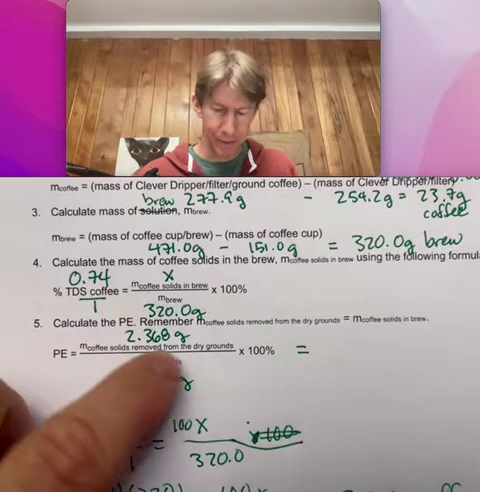 mcoffee = (mass of Clever Dripper/filter/ground coffee) – (mass of Clever Dripper/filter)
277.9g - 254.2g = 23.7g coffee
brew
3. Calculate mass of solution, mbrew.
mbrew = (mass of coffee cup/brew) – (mass of coffee cup)
471.0g - 151.0g = 320.0g brew
4. Calculate the mass of coffee solids in the brew, mcoffee solids in brew using the following formul
0.74 X
% TDS coffee = mcoffee solids in brew x 100%
1 mbrew
320.0g
5. Calculate the PE. Remember mcoffee solids removed from the dry grounds = mcoffee solids in brew.
2.368g
PE = mcoffee solids removed from the dry grounds x 100% =
g
= 100X x100
320.0